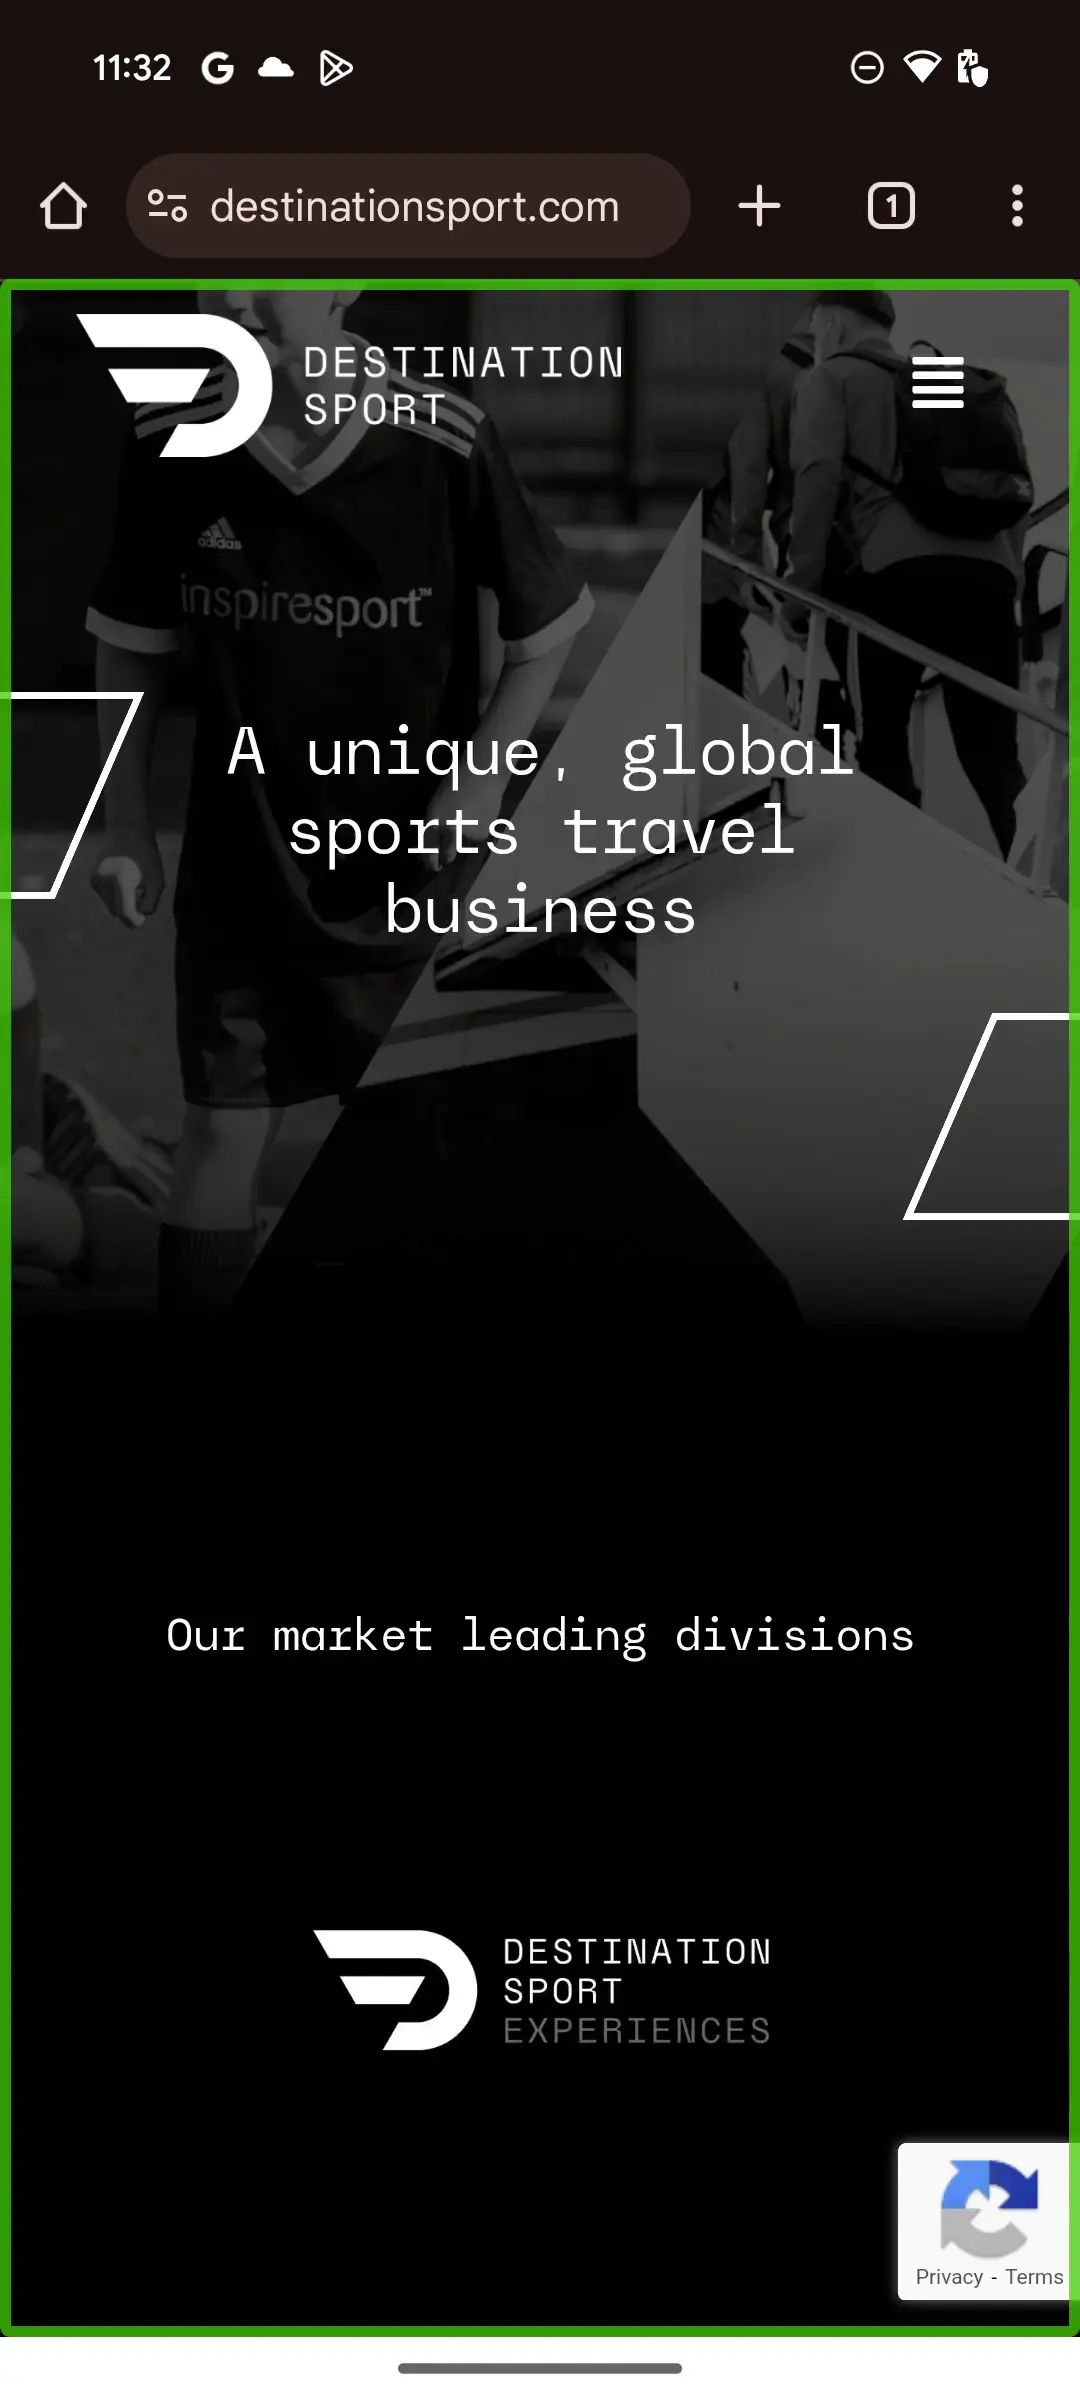 11:32
destinationsport.com
1
DESTINATION
SPORT
adidas
inspiresport™
A unique, global
sports travel
business
Our market leading divisions
DESTINATION
SPORT
EXPERIENCES
Privacy - Terms